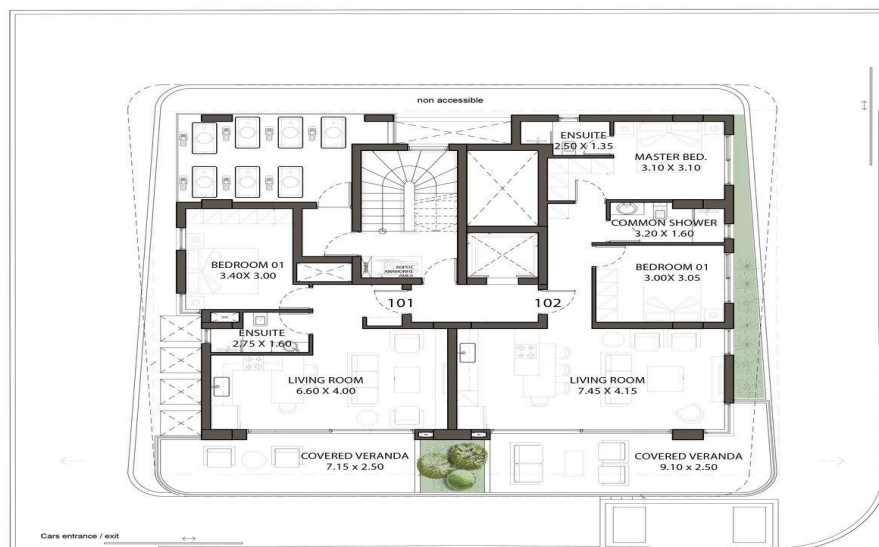 non accessible
ENSUITE
2.50 X 1.35
MASTER BED.
3.10 X 3.10
COMMON SHOWER
3.20 X 1.60
BEDROOM 01
3.40X 3.00
ΧΩΡΟΣ
ΑΝΑΜΟΝΗΣ
ΑΜΕΑ
BEDROOM 01
3.00X 3.05
101
102
ENSUITE
2.75 X 1.60
LIVING ROOM
6.60 X 4.00
LIVING ROOM
7.45 X 4.15
COVERED VERANDA
7.15 x 2.50
COVERED VERANDA
9.10 x 2.50
Cars entrance / exit